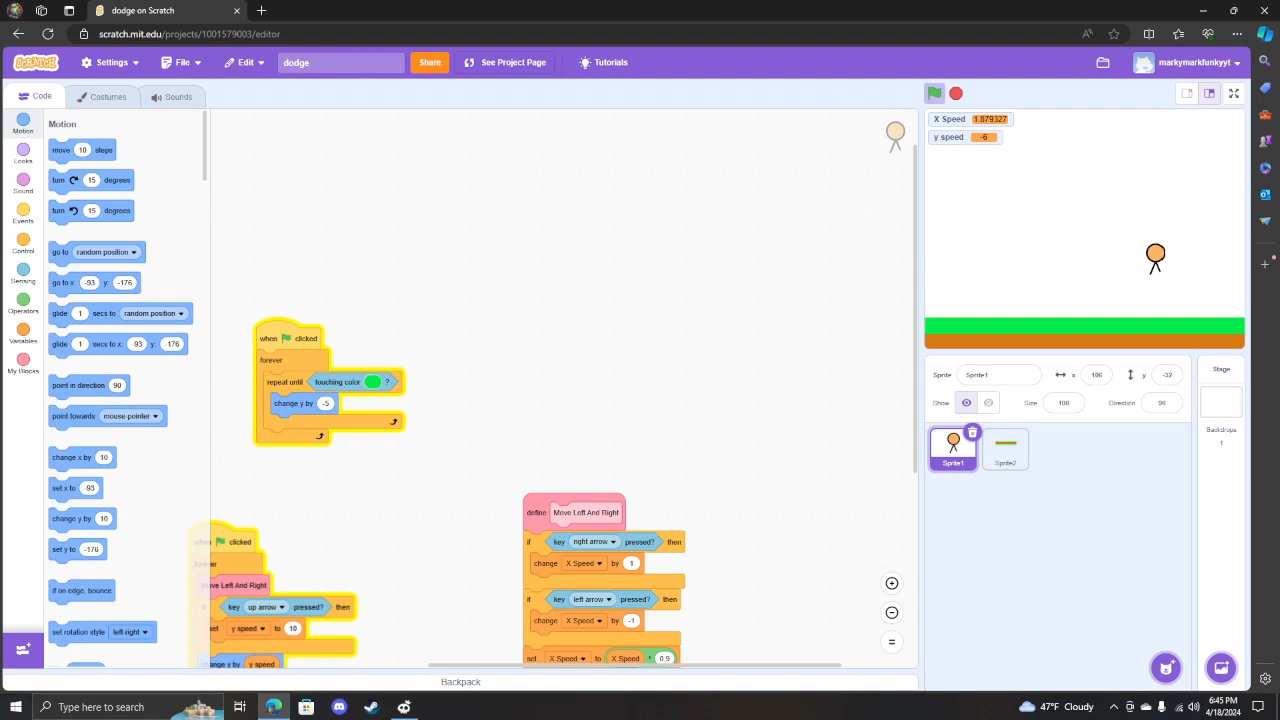 dodge on Scratch
scratch.mit.edu/projects/1001579003/editor
SCRATCH Settings File Edit dodge Share See Project Page Tutorials markymarkfunkyyt
Code Costumes Sounds
Motion
Looks
Sound
Events
Control
Sensing
Operators
Variables
My Blocks
Motion
move 10 steps
turn 15 degrees
turn 15 degrees
go to random position
go to x: -93 y: -176
glide 1 secs to random position
glide 1 secs to x: -93 y: -176
point in direction 90
point towards mouse-pointer
change x by 10
set x to -93
change y by 10
set y to -176
if on edge, bounce
set rotation style left-right
when clicked
forever
repeat until touching color ?
change y by -5
when clicked
forever
Move Left And Right
if key up arrow pressed? then
set y speed to 10
change y by y speed
define Move Left And Right
if key right arrow pressed? then
change X Speed by 1
if key left arrow pressed? then
change X Speed by -1
set X Speed to X Speed * 0.9
Backpack
X Speed 1.879327
y speed -6
Sprite Sprite1 x 106 y -32
Show Size 100 Direction 90
Sprite1 Sprite2
Stage
Backdrops
1
Type here to search
47°F Cloudy
6:45 PM
4/18/2024